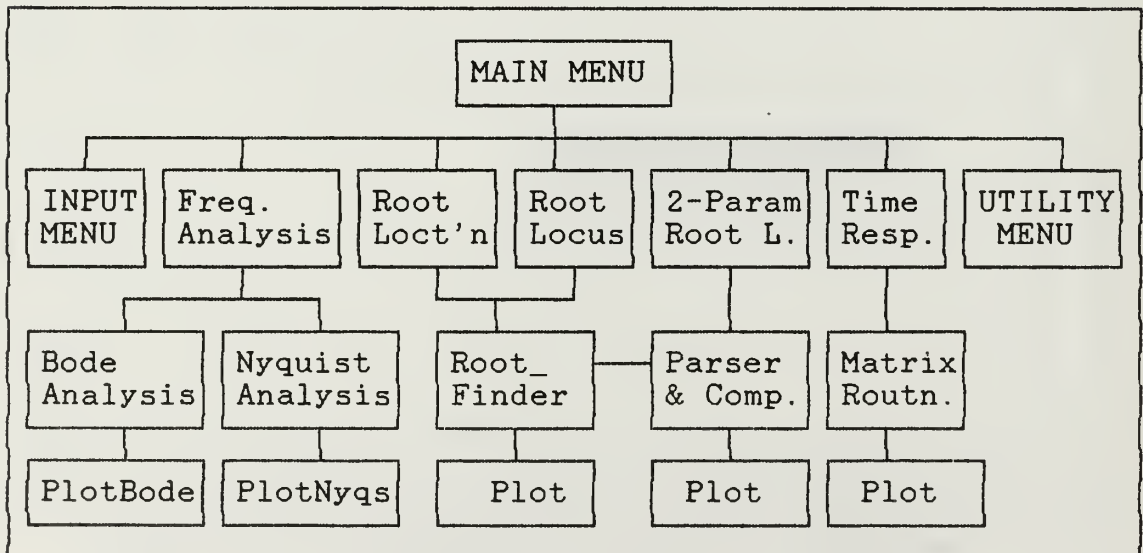 MAIN MENU
INPUT
MENU
Freq.
Analysis
Root
Loct'n
Root
Locus
2-Param
Root L.
Time
Resp.
UTILITY
MENU
Bode
Analysis
Nyquist
Analysis
Root_
Finder
Parser
& Comp.
Matrix
Routn.
PlotBode
PlotNyqs
Plot
Plot
Plot